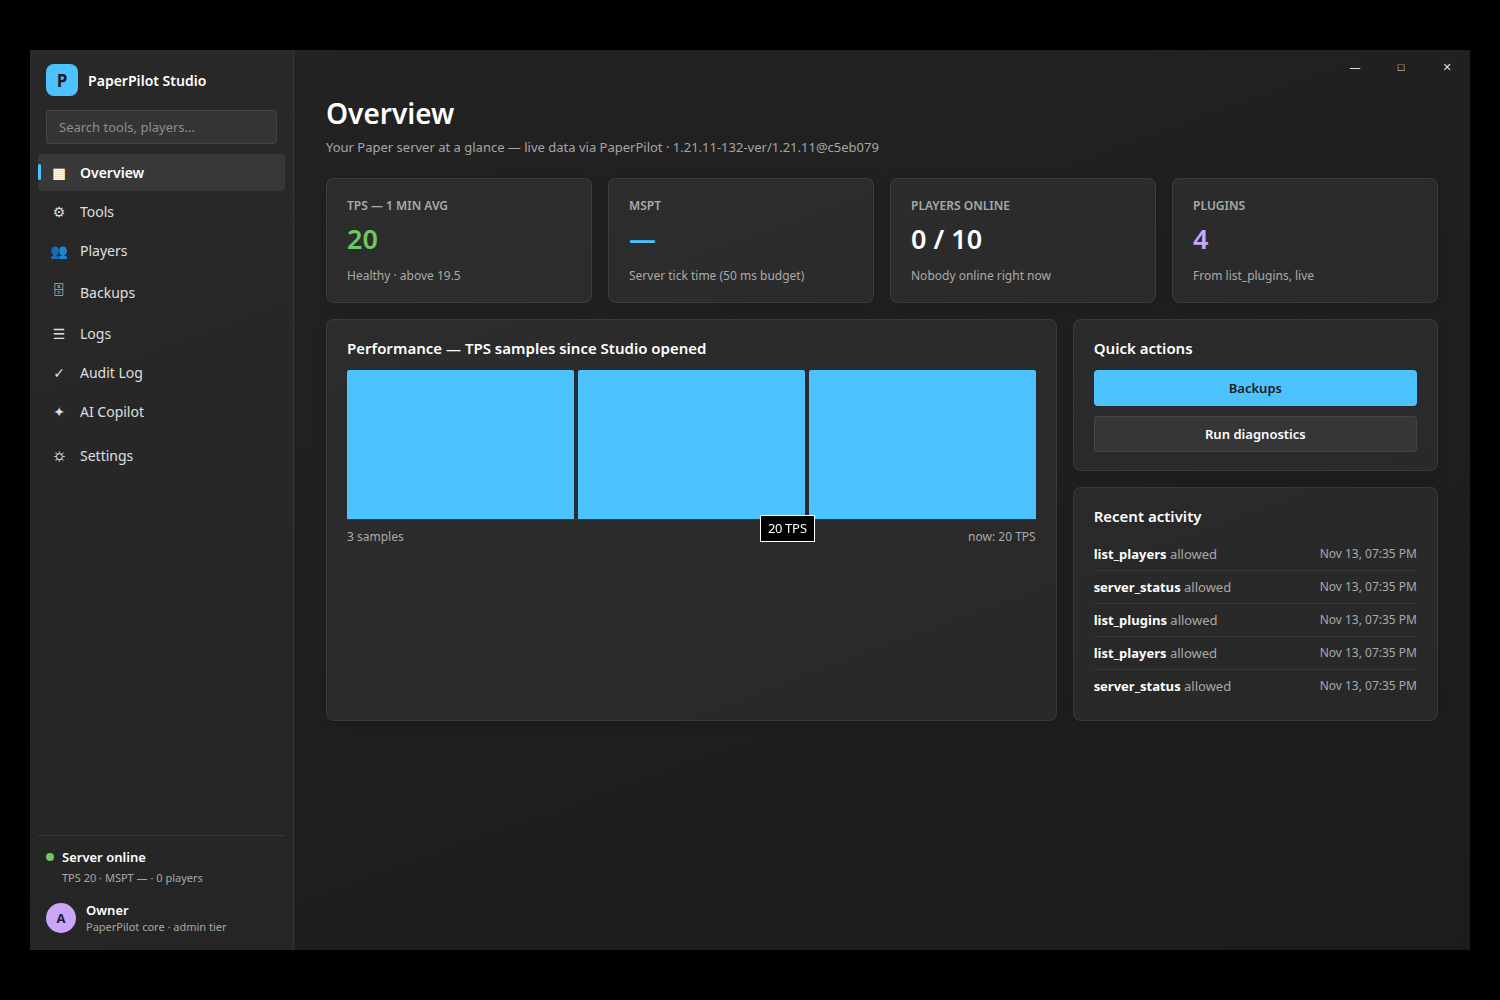 P
PaperPilot Studio
Search tools, players...
Overview
Tools
Players
Backups
Logs
Audit Log
AI Copilot
Settings
Server online
TPS 20 · MSPT — · 0 players
A
Owner
PaperPilot core · admin tier
Overview
Your Paper server at a glance — live data via PaperPilot · 1.21.11-132-ver/1.21.11@c5eb079
TPS — 1 MIN AVG
20
Healthy · above 19.5
MSPT
—
Server tick time (50 ms budget)
PLAYERS ONLINE
0 / 10
Nobody online right now
PLUGINS
4
From list_plugins, live
Performance — TPS samples since Studio opened
20 TPS
3 samples
now: 20 TPS
Quick actions
Backups
Run diagnostics
Recent activity
list_players allowed Nov 13, 07:35 PM
server_status allowed Nov 13, 07:35 PM
list_plugins allowed Nov 13, 07:35 PM
list_players allowed Nov 13, 07:35 PM
server_status allowed Nov 13, 07:35 PM